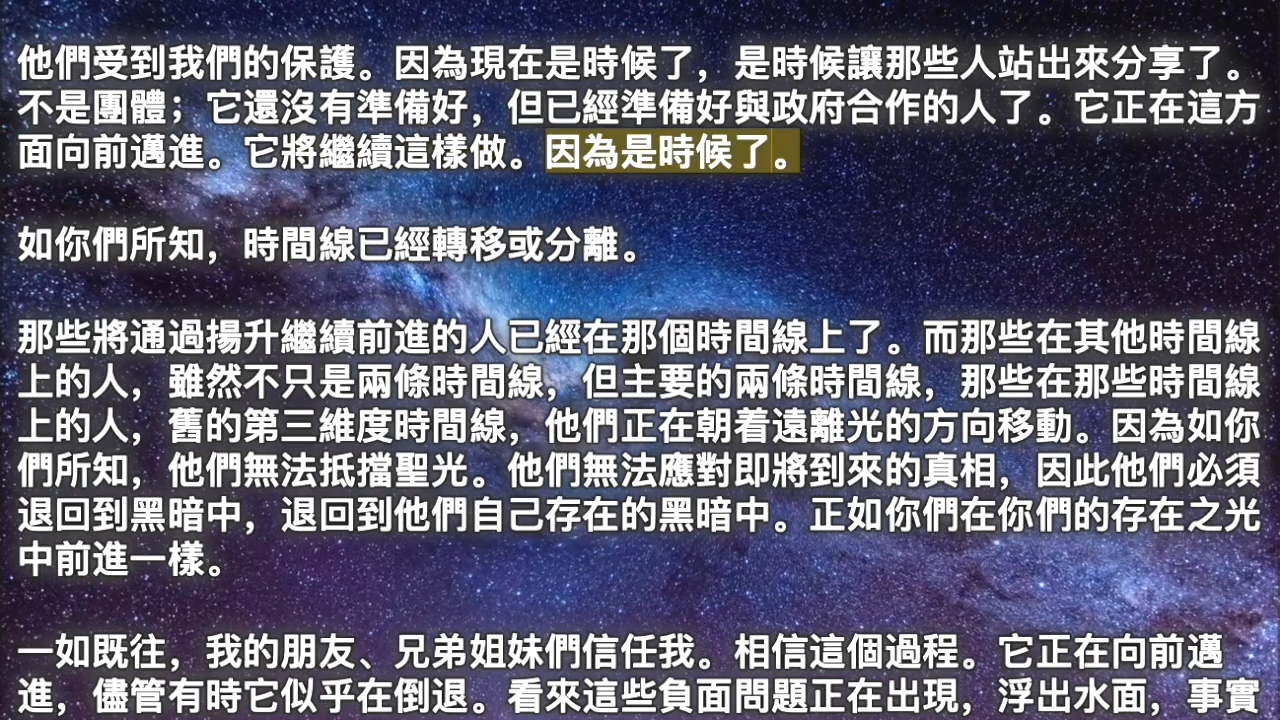 他們受到我們的保護。因為現在是時候了，是時候讓那些人站出來分享了。
不是團體；它還沒有準備好，但已經準備好與政府合作的人了。它正在這方
面向前邁進。它將繼續這樣做。因為是時候了。
如你們所知，時間線已經轉移或分離。
那些將通過揚升繼續前進的人已經在那個時間線上了。而那些在其他時間線
上的人，雖然不只是兩條時間線，但主要的兩條時間線，那些在那些時間線
上的人，舊的第三維度時間線，他們正在朝着遠離光的方向移動。因為如你
們所知，他們無法抵擋聖光。他們無法應對即將到來的真相，因此他們必須
退回到黑暗中，退回到他們自己存在的黑暗中。正如你們在你們的存在之光
中前進一樣。
一如既往，我的朋友、兄弟姐妹們信任我。相信這個過程。它正在向前邁
進，儘管有時它似乎在倒退。看來這些負面問題正在出現，浮出水面，事實